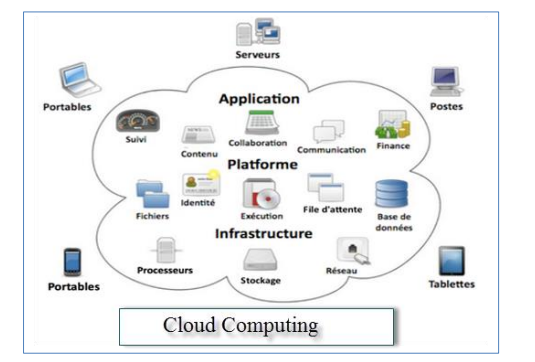 Serveurs
Portables
Postes
Application
Suivi
Contenu
Collaboration
Communication
Finance
Platforme
Fichiers
Identité
Exécution
File d'attente
Base de
données
Infrastructure
Processeurs
Stockage
Réseau
Portables
Tablettes
Cloud Computing